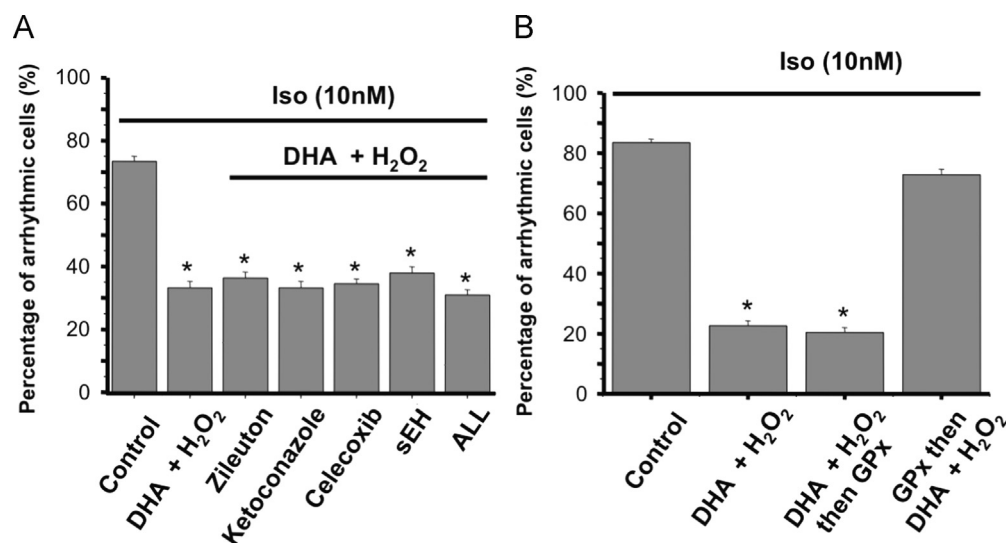 A
Percentage of arrhythmic cells (%)
100
80
60
40
20
0
Iso (10nM)
DHA + H₂O₂
*
*
*
*
*
*
Control
DHA + H₂O₂
Zileuton
Ketoconazole
Celecoxib
sEH
ALL
B
Percentage of arrhythmic cells (%)
100
80
60
40
20
0
Iso (10nM)
*
*
Control
DHA + H₂O₂
DHA + H₂O₂
then GPx
GPx then
DHA + H₂O₂